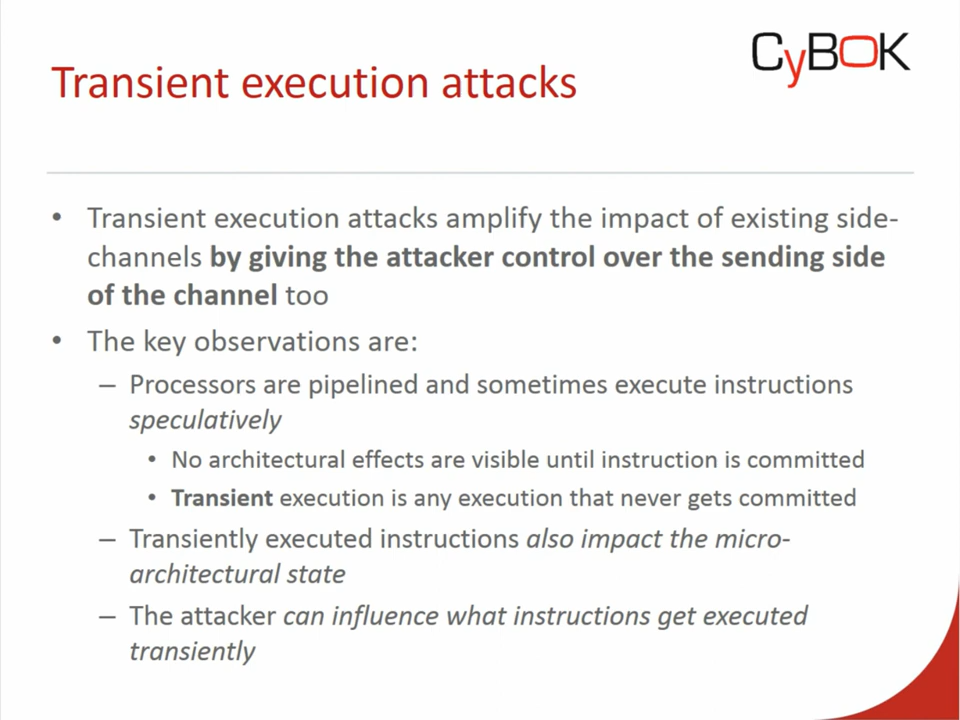 CyBOK
Transient execution attacks
• Transient execution attacks amplify the impact of existing side-
channels by giving the attacker control over the sending side
of the channel too
• The key observations are:
– Processors are pipelined and sometimes execute instructions
speculatively
• No architectural effects are visible until instruction is committed
• Transient execution is any execution that never gets committed
– Transiently executed instructions also impact the micro-
architectural state
– The attacker can influence what instructions get executed
transiently